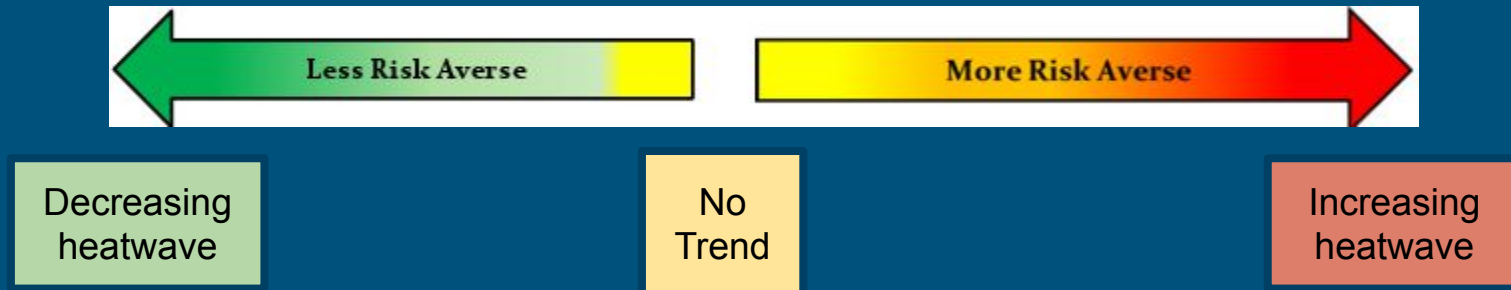 Less Risk Averse
More Risk Averse
Decreasing
heatwave
No
Trend
Increasing
heatwave